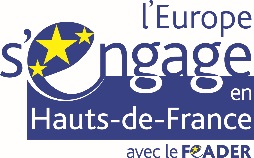 l'Europe
s'engage
en
Hauts-de-France
avec le FEADER